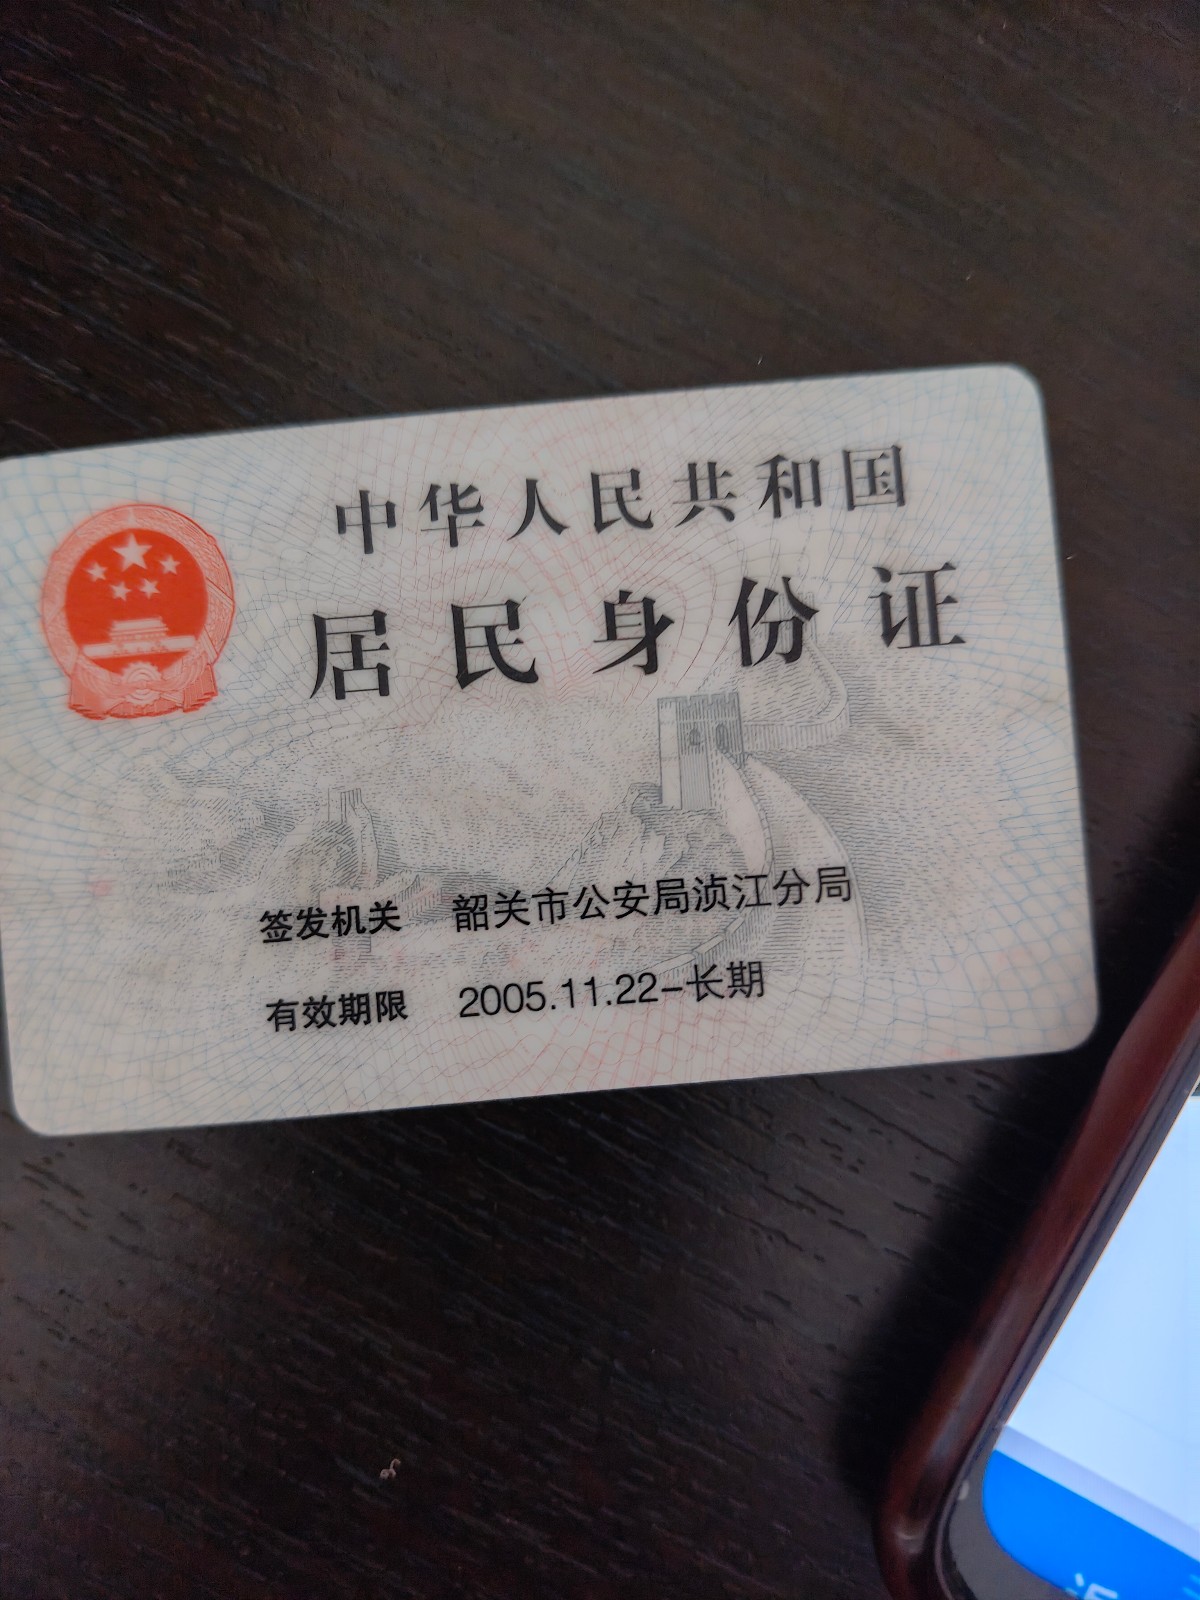 中华人民共和国
居民身份证
签发机关 韶关市公安局浈江分局
有效期限 2005.11.22-长期